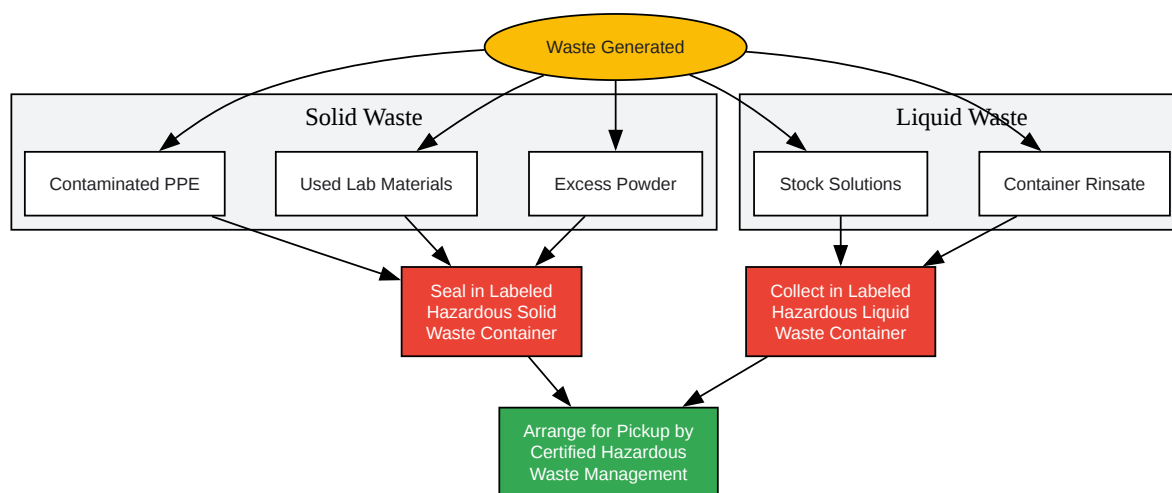 Waste Generated
Solid Waste
Liquid Waste
Contaminated PPE
Used Lab Materials
Excess Powder
Stock Solutions
Container Rinsate
Seal in Labeled
Hazardous Solid
Waste Container
Collect in Labeled
Hazardous Liquid
Waste Container
Arrange for Pickup by
Certified Hazardous
Waste Management